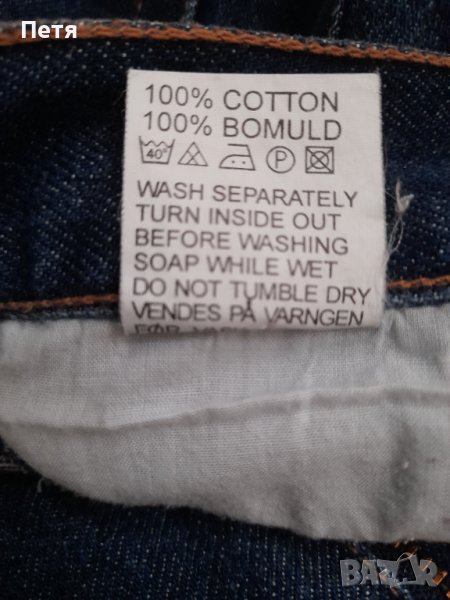 Петя
100% COTTON
100% BOMULD
40° P
WASH SEPARATELY
TURN INSIDE OUT
BEFORE WASHING
SOAP WHILE WET
DO NOT TUMBLE DRY
VENDES PÅ VARNGEN
FØR
BAZAR